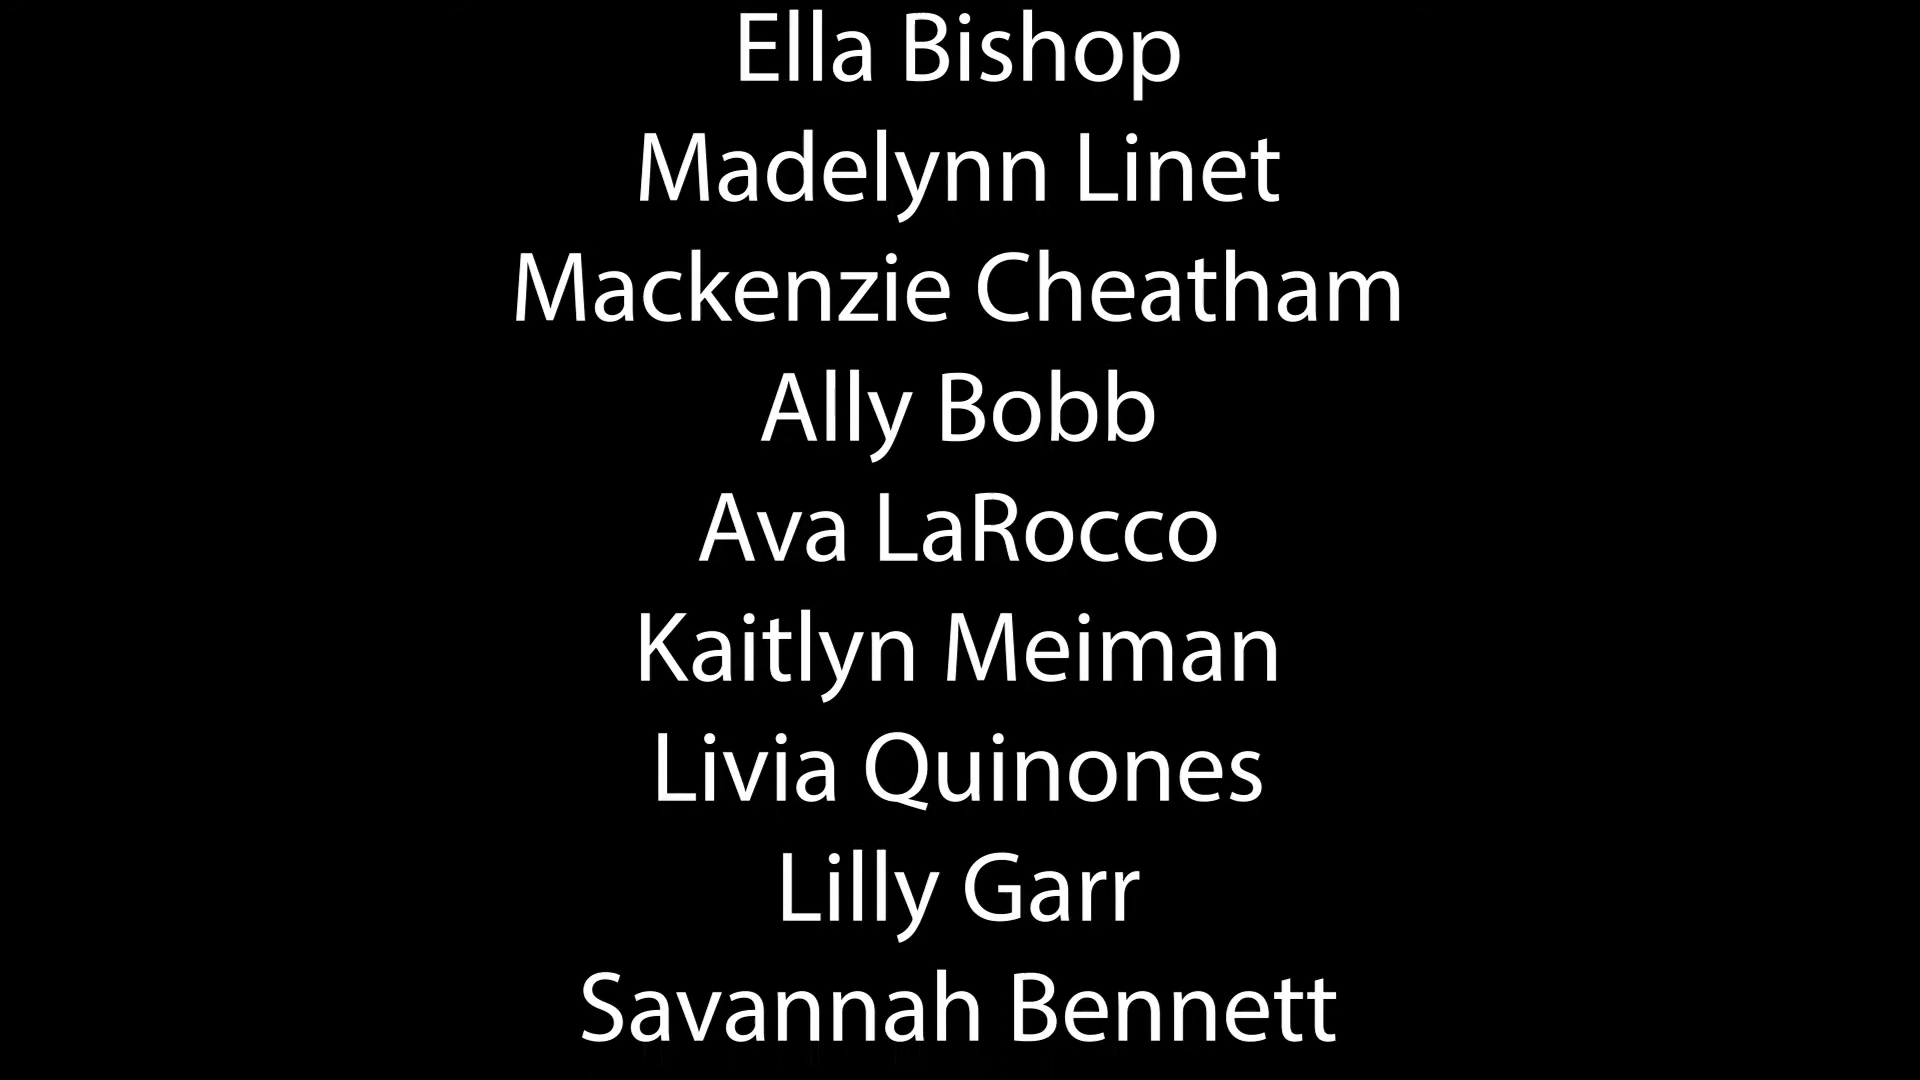 Ella Bishop
Madelynn Linet
Mackenzie Cheatham
Ally Bobb
Ava LaRocco
Kaitlyn Meiman
Livia Quinones
Lilly Garr
Savannah Bennett